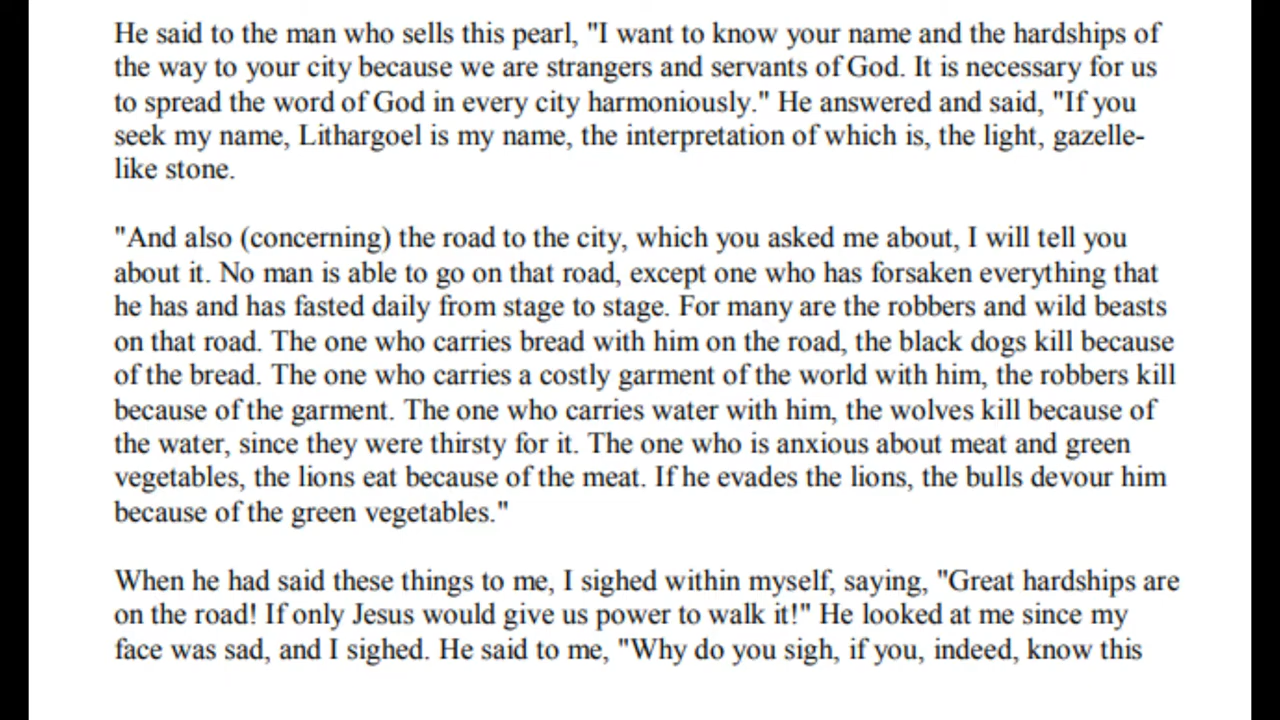 He said to the man who sells this pearl, "I want to know your name and the hardships of
the way to your city because we are strangers and servants of God. It is necessary for us
to spread the word of God in every city harmoniously." He answered and said, "If you
seek my name, Lithargoel is my name, the interpretation of which is, the light, gazelle-
like stone.
"And also (concerning) the road to the city, which you asked me about, I will tell you
about it. No man is able to go on that road, except one who has forsaken everything that
he has and has fasted daily from stage to stage. For many are the robbers and wild beasts
on that road. The one who carries bread with him on the road, the black dogs kill because
of the bread. The one who carries a costly garment of the world with him, the robbers kill
because of the garment. The one who carries water with him, the wolves kill because of
the water, since they were thirsty for it. The one who is anxious about meat and green
vegetables, the lions eat because of the meat. If he evades the lions, the bulls devour him
because of the green vegetables."
When he had said these things to me, I sighed within myself, saying, "Great hardships are
on the road! If only Jesus would give us power to walk it!" He looked at me since my
face was sad, and I sighed. He said to me, "Why do you sigh, if you, indeed, know this